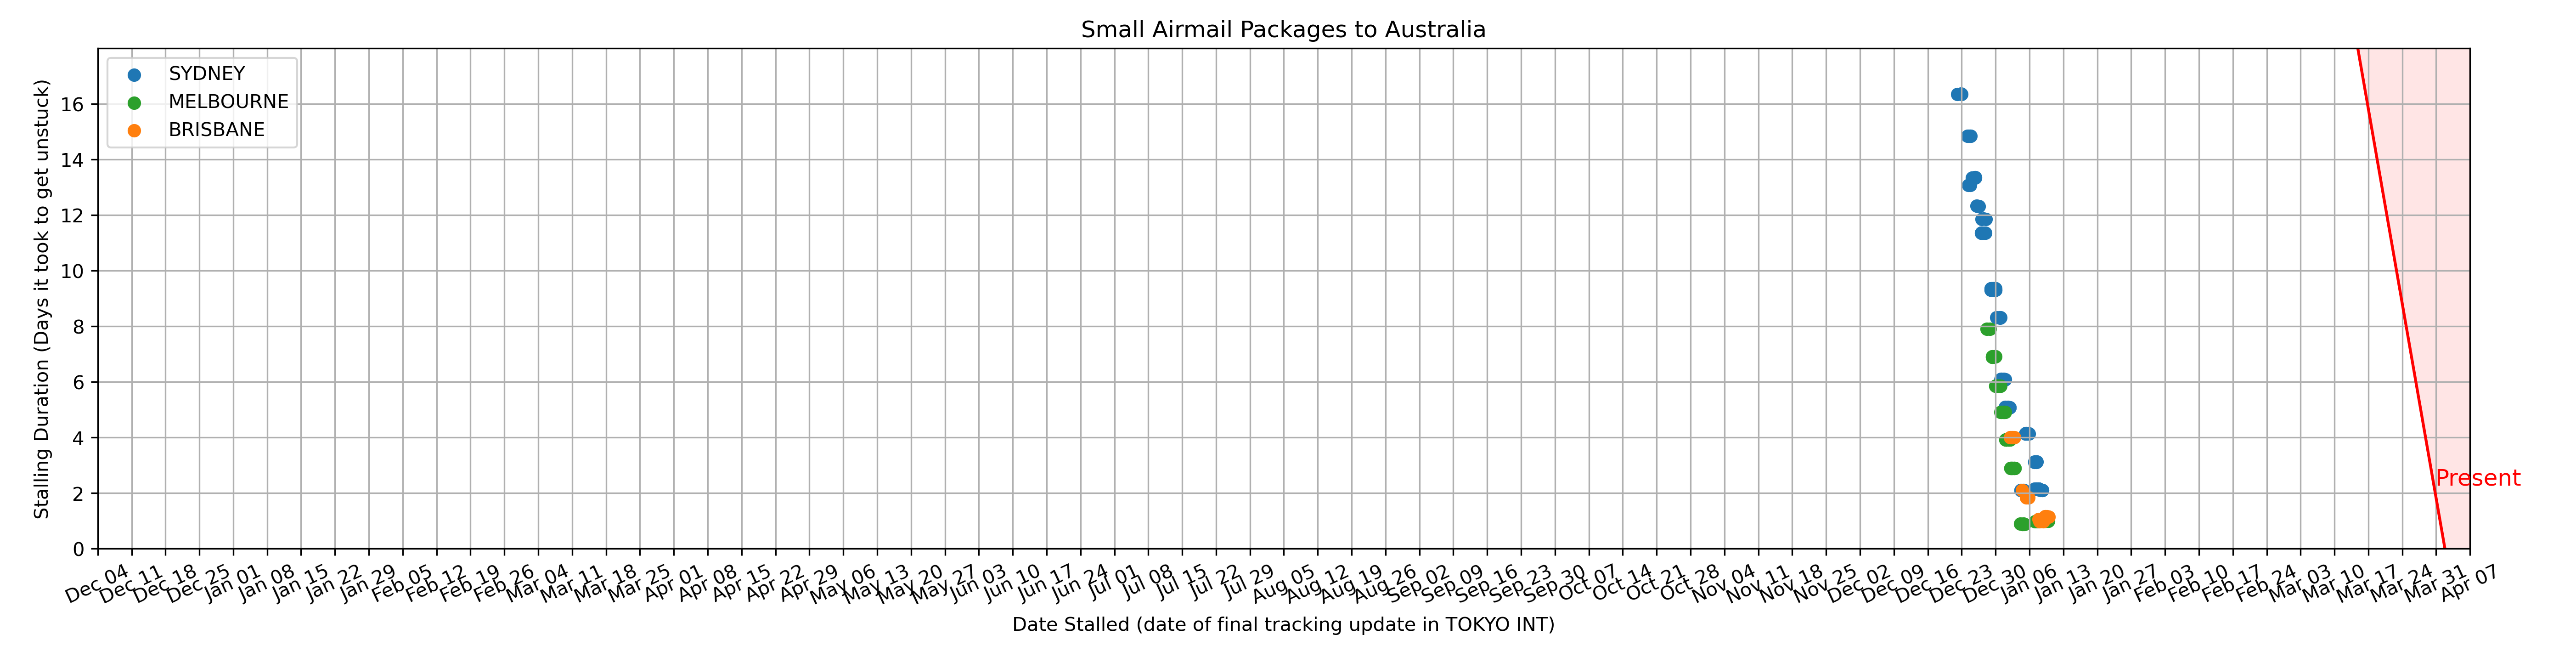 Small Airmail Packages to Australia
SYDNEY
MELBOURNE
BRISBANE
Stalling Duration (Days it took to get unstuck)
16
14
12
10
8
6
4
2
0
Present
Dec 04
Dec 11
Dec 18
Dec 25
Jan 01
Jan 08
Jan 15
Jan 22
Jan 29
Feb 05
Feb 12
Feb 19
Feb 26
Mar 04
Mar 11
Mar 18
Mar 25
Apr 01
Apr 08
Apr 15
Apr 22
Apr 29
May 06
May 13
May 20
May 27
Jun 03
Jun 10
Jun 17
Jun 24
Jul 01
Jul 08
Jul 15
Jul 22
Jul 29
Aug 05
Aug 12
Aug 19
Aug 26
Sep 02
Sep 09
Sep 16
Sep 23
Sep 30
Oct 07
Oct 14
Oct 21
Oct 28
Nov 04
Nov 11
Nov 18
Nov 25
Dec 02
Dec 09
Dec 16
Dec 23
Dec 30
Jan 06
Jan 13
Jan 20
Jan 27
Feb 03
Feb 10
Feb 17
Feb 24
Mar 03
Mar 10
Mar 17
Mar 24
Mar 31
Apr 07
Date Stalled (date of final tracking update in TOKYO INT)